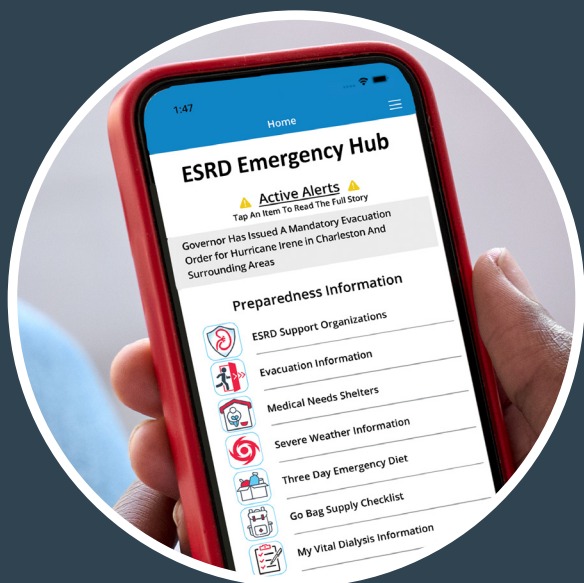 1:47
Home
ESRD Emergency Hub
Active Alerts
Tap An Item To Read The Full Story
Governor Has Issued A Mandatory Evacuation
Order for Hurricane Irene in Charleston And
Surrounding Areas
Preparedness Information
ESRD Support Organizations
Evacuation Information
Medical Needs Shelters
Severe Weather Information
Three Day Emergency Diet
Go Bag Supply Checklist
My Vital Dialysis Information